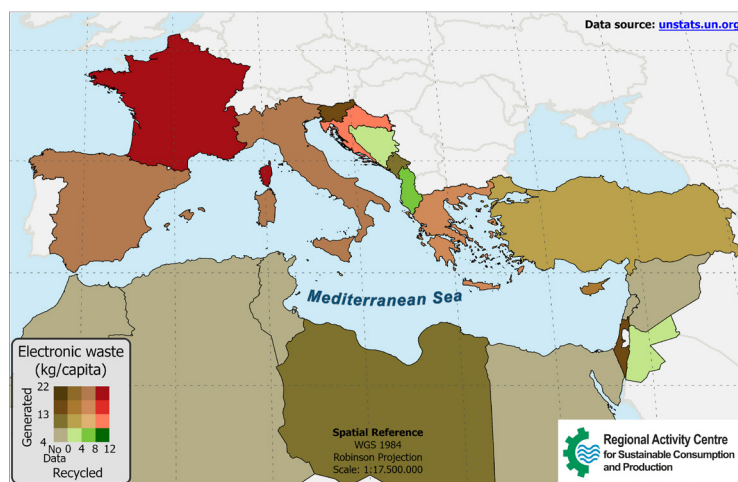 Data source: unstats.un.org
Mediterranean Sea
Electronic waste
(kg/capita)
Generated
22
13
4
No Data
0 4 8 12
Recycled
Spatial Reference
WGS 1984
Robinson Projection
Scale: 1:17.500.000
Regional Activity Centre
for Sustainable Consumption
and Production